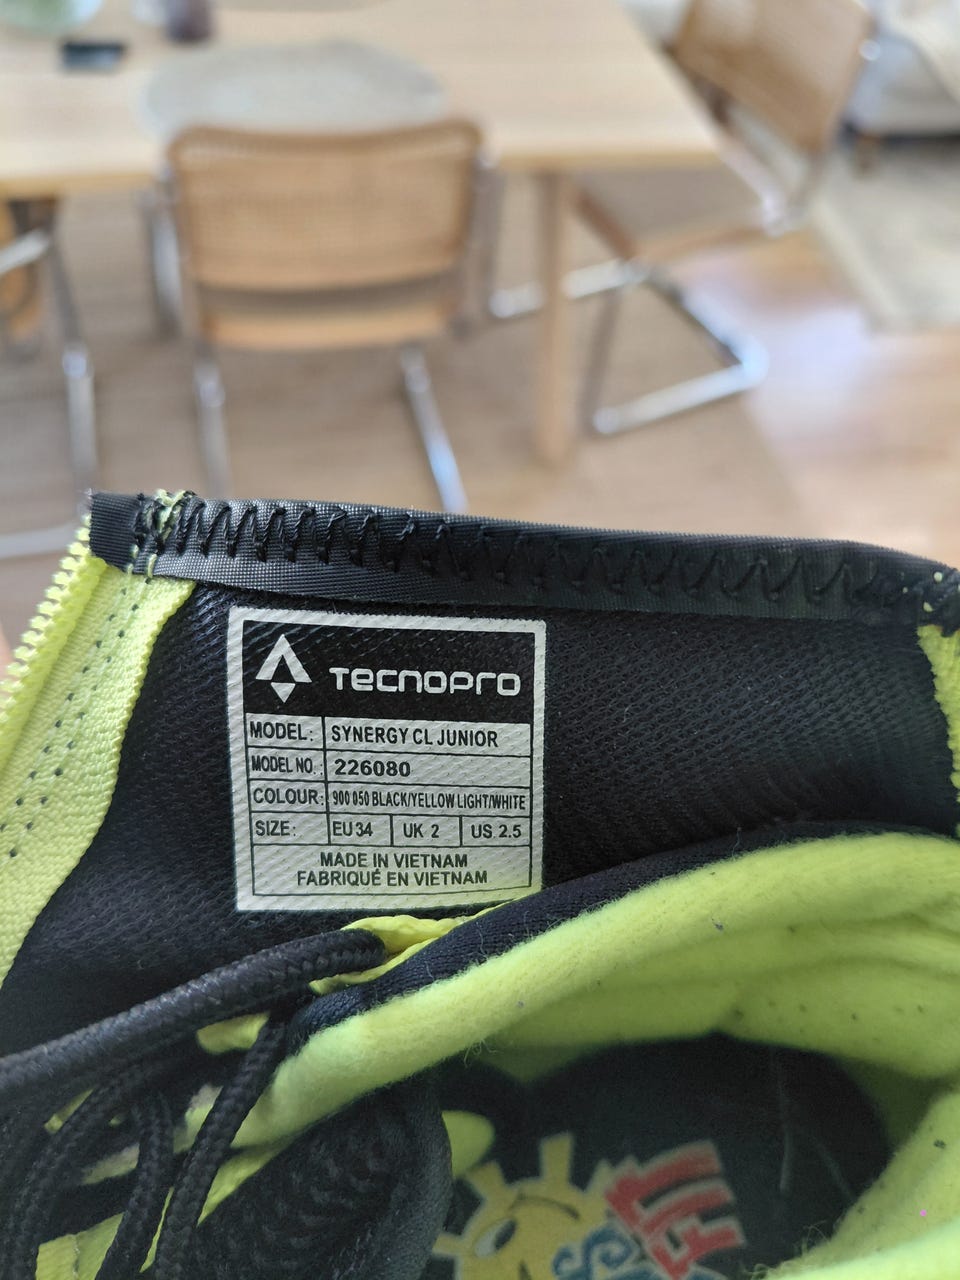 TECNOPRO
MODEL: SYNERGY CL JUNIOR
MODEL NO.: 226080
COLOUR: 900 050 BLACK/YELLOW LIGHT/WHITE
SIZE: EU 34 UK 2 US 2.5
MADE IN VIETNAM
FABRIQUÉ EN VIETNAM
FIT